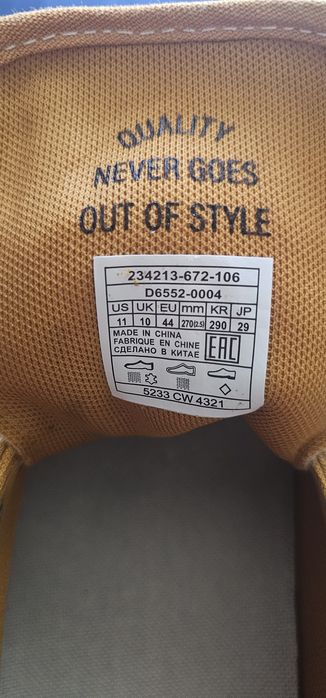 QUALITY
NEVER GOES
OUT OF STYLE
234213-672-106
D6552-0004
US UK EU mm KR JP
11 10 44 270(2.5) 290 29
MADE IN CHINA
FABRIQUE EN CHINE
СДЕЛАНО В КИТАЕ
EAC
5233 CW 4321